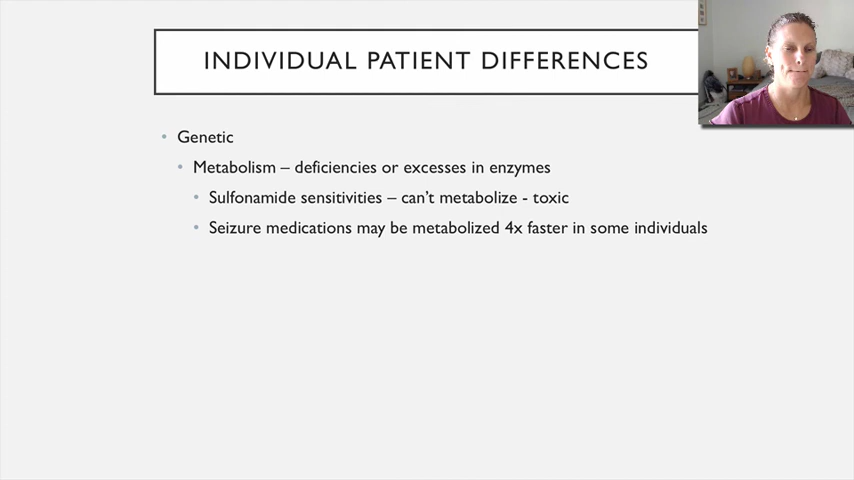 INDIVIDUAL PATIENT DIFFERENCES
• Genetic
• Metabolism – deficiencies or excesses in enzymes
• Sulfonamide sensitivities – can't metabolize - toxic
• Seizure medications may be metabolized 4x faster in some individuals